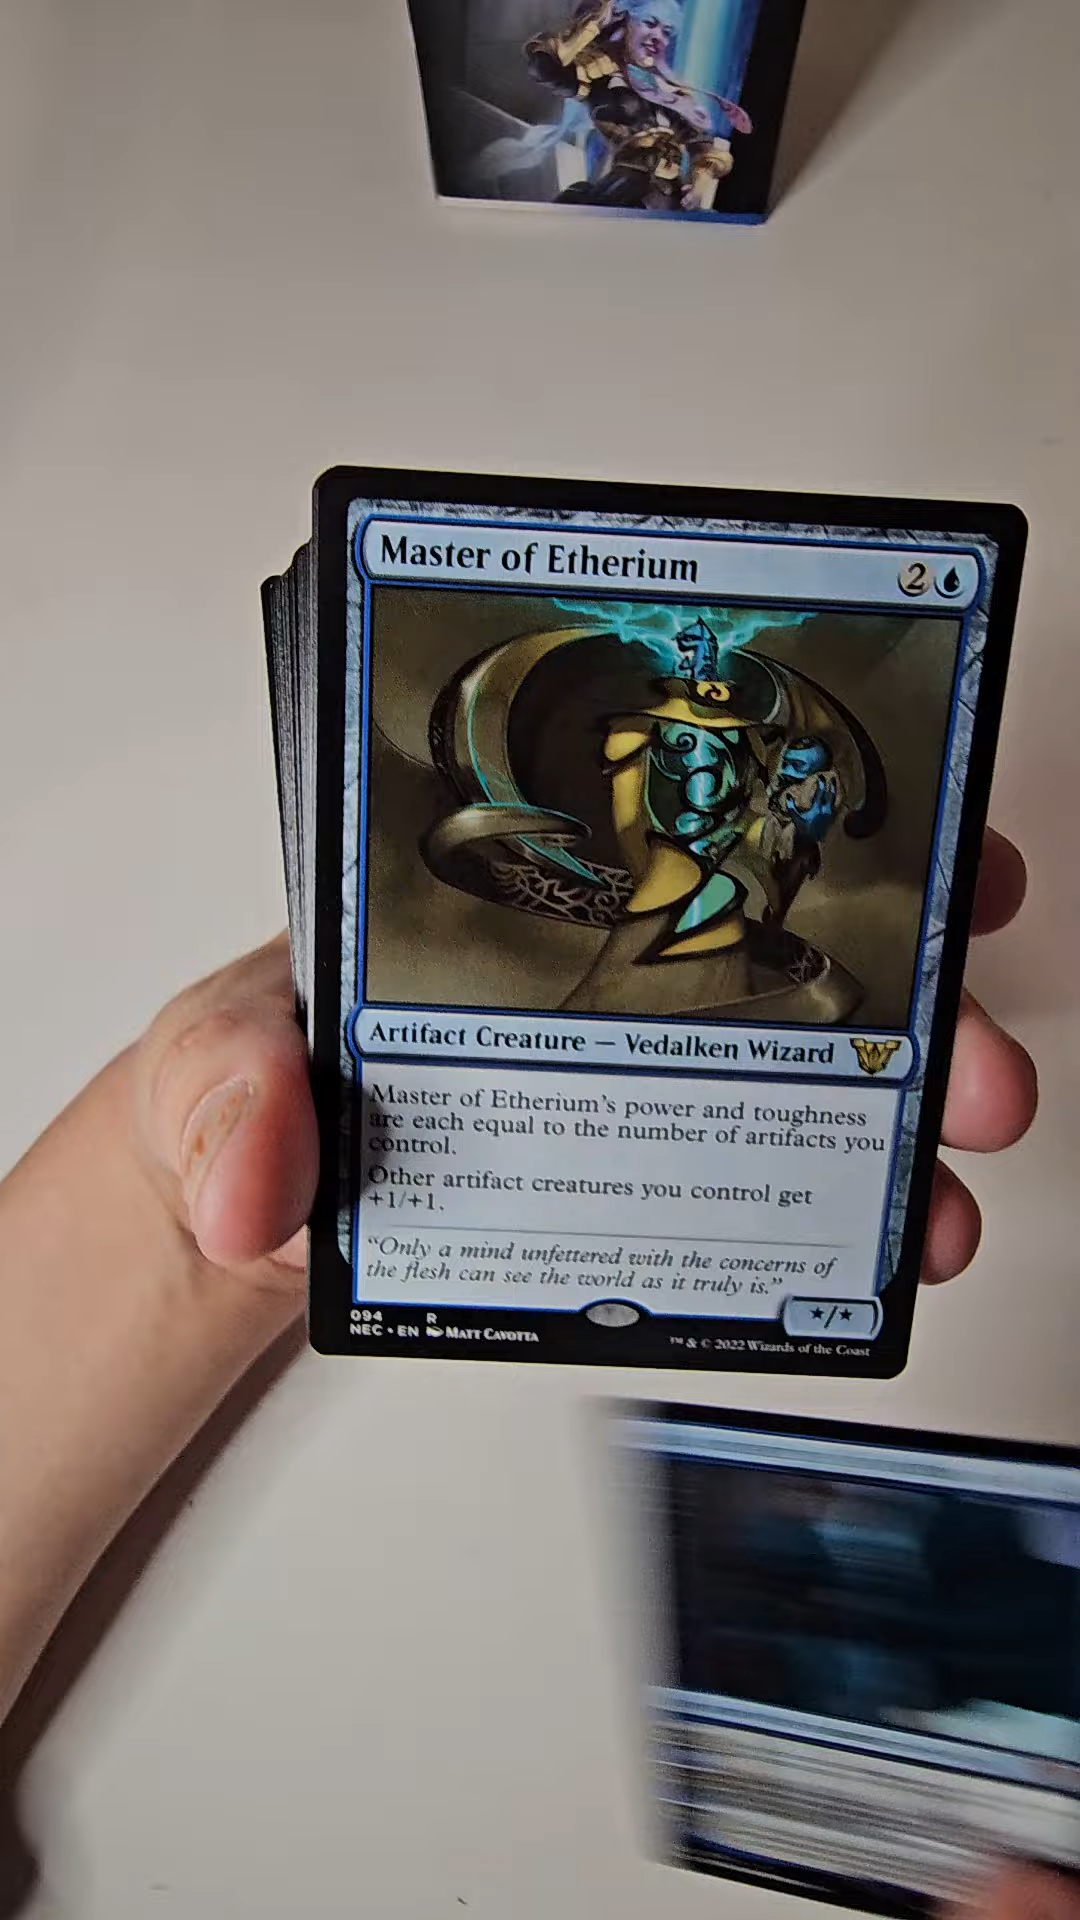 Master of Etherium
2
Artifact Creature — Vedalken Wizard
Master of Etherium's power and toughness
are each equal to the number of artifacts you
control.
Other artifact creatures you control get
+1/+1.
"Only a mind unfettered with the concerns of
the flesh can see the world as it truly is."
★/★
094 R
NEC • EN MATT CAVOTTA
™ & © 2022 Wizards of the Coast